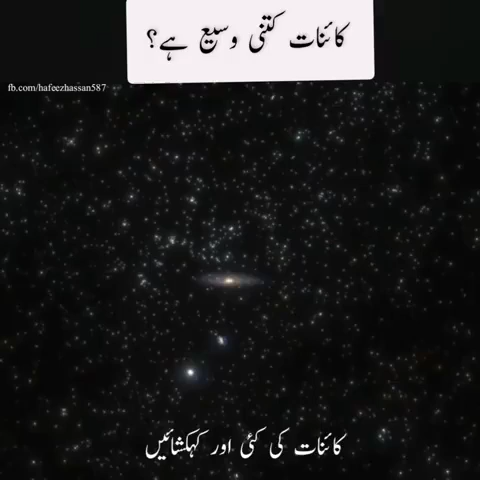 کائنات کتنی وسیع ہے؟
fb.com/hafeezhassan587
کائنات کی کئی اور کہکشائیں